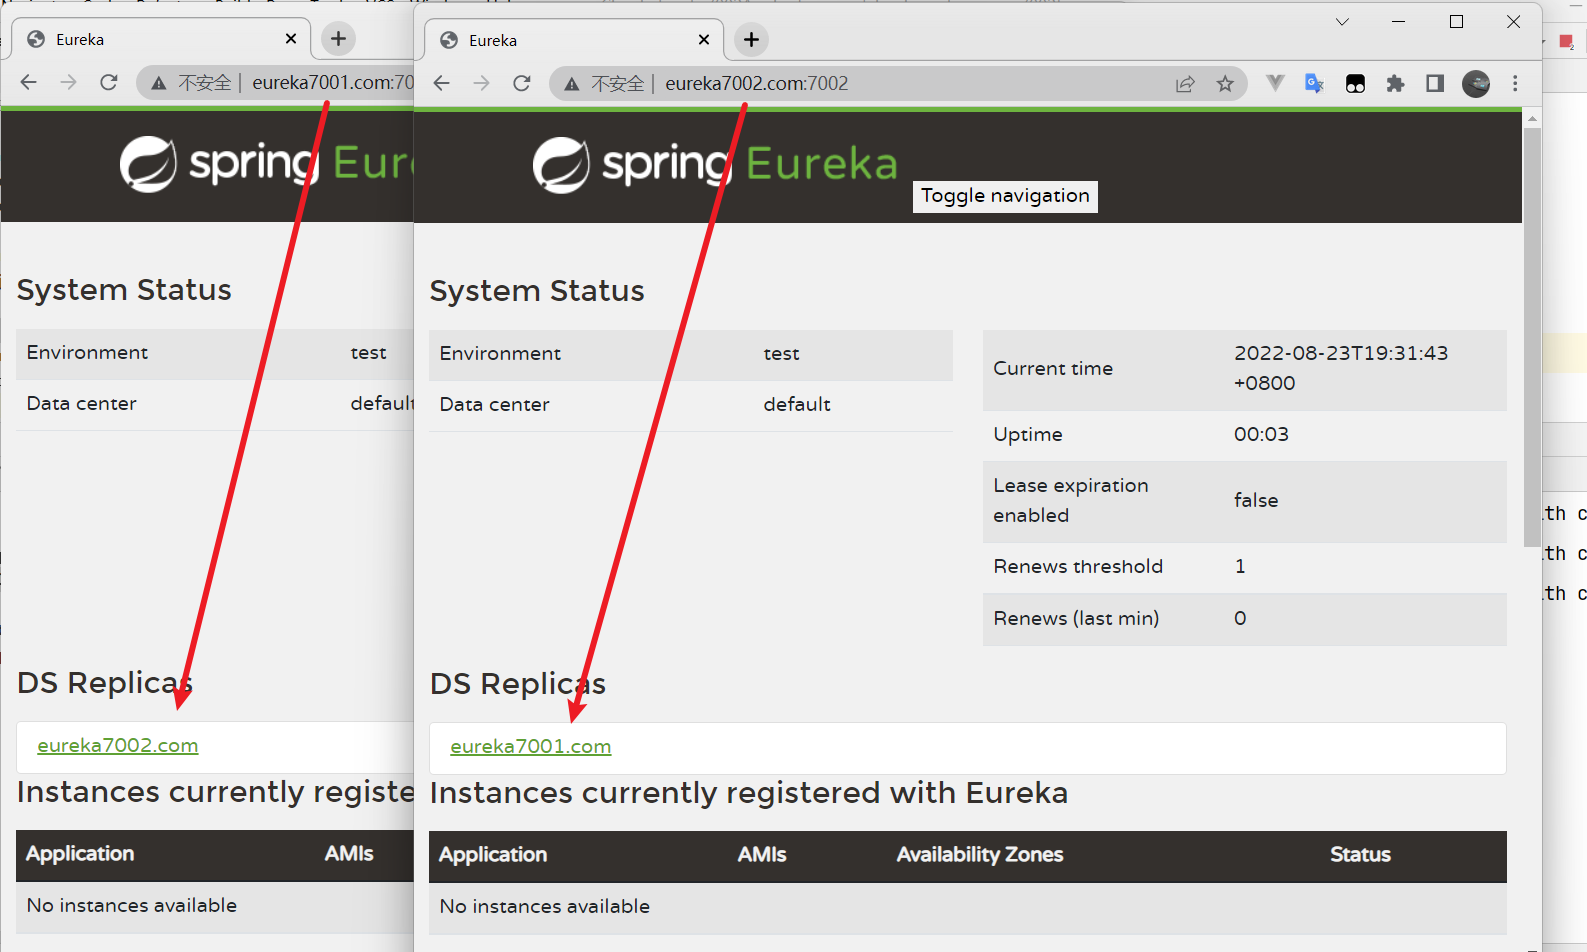 Eureka
不安全 eureka7001.com:70
spring Eur
System Status
Environment test
Data center default
DS Replicas
eureka7002.com
Instances currently registe
Application AMIs
No instances available
Eureka
不安全 eureka7002.com:7002
spring Eureka
Toggle navigation
System Status
Environment test
Data center default
Current time 2022-08-23T19:31:43
+0800
Uptime 00:03
Lease expiration
enabled false
Renews threshold 1
Renews (last min) 0
DS Replicas
eureka7001.com
Instances currently registered with Eureka
Application AMIs Availability Zones Status
No instances available
th c
th c
th c